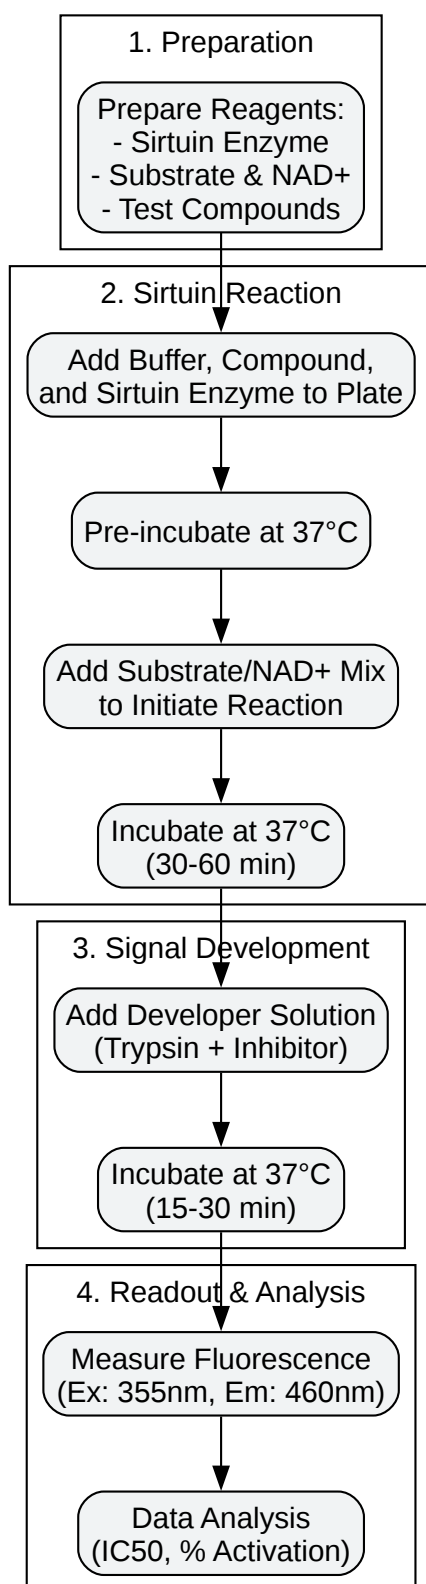 1. Preparation
Prepare Reagents:
- Sirtuin Enzyme
- Substrate & NAD+
- Test Compounds
2. Sirtuin Reaction
Add Buffer, Compound,
and Sirtuin Enzyme to Plate
Pre-incubate at 37°C
Add Substrate/NAD+ Mix
to Initiate Reaction
Incubate at 37°C
(30-60 min)
3. Signal Development
Add Developer Solution
(Trypsin + Inhibitor)
Incubate at 37°C
(15-30 min)
4. Readout & Analysis
Measure Fluorescence
(Ex: 355nm, Em: 460nm)
Data Analysis
(IC50, % Activation)